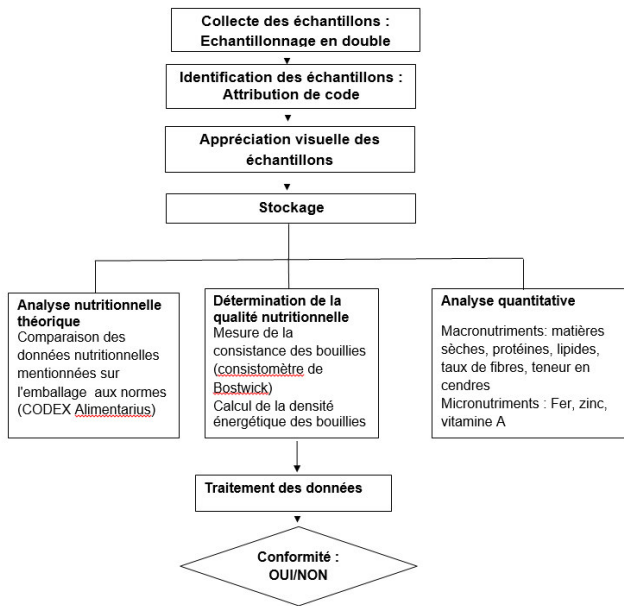 Collecte des échantillons :
Echantillonnage en double
Identification des échantillons :
Attribution de code
Appréciation visuelle des
échantillons
Stockage
Analyse nutritionnelle
théorique
Comparaison des
données nutritionnelles
mentionnées sur
l'emballage aux normes
(CODEX Alimentarius)
Détermination de la
qualité nutritionnelle
Mesure de la
consistance des bouillies
(consistomètre de
Bostwick)
Calcul de la densité
énergétique des bouillies
Analyse quantitative
Macronutriments: matières
sèches, protéines, lipides,
taux de fibres, teneur en
cendres
Micronutriments : Fer, zinc,
vitamine A
Traitement des données
Conformité :
OUI/NON